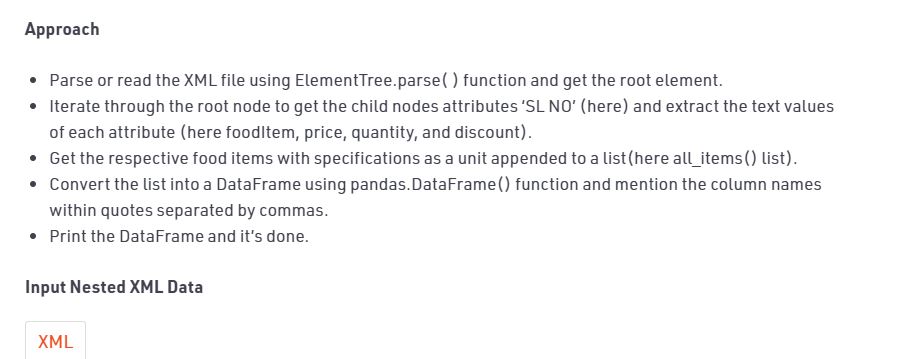 Approach
• Parse or read the XML file using ElementTree.parse( ) function and get the root element.
• Iterate through the root node to get the child nodes attributes ‘SL NO’ (here) and extract the text values
of each attribute (here foodItem, price, quantity, and discount).
• Get the respective food items with specifications as a unit appended to a list(here all_items() list).
• Convert the list into a DataFrame using pandas.DataFrame() function and mention the column names
within quotes separated by commas.
• Print the DataFrame and it’s done.
Input Nested XML Data
XML